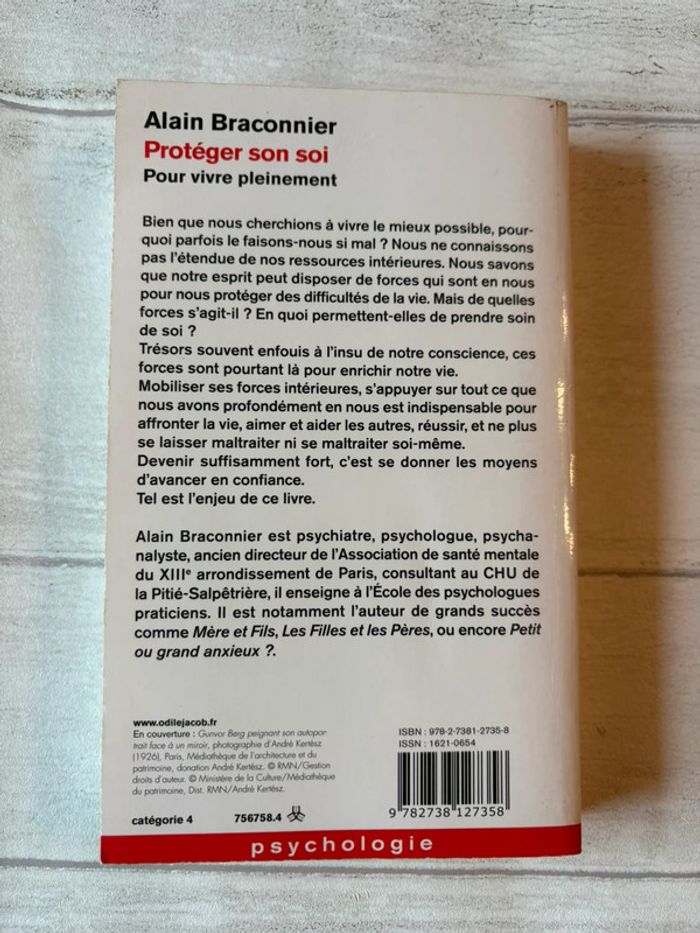 Alain Braconnier
Protéger son soi
Pour vivre pleinement
Bien que nous cherchions à vivre le mieux possible, pour-
quoi parfois le faisons-nous si mal ? Nous ne connaissons
pas l'étendue de nos ressources intérieures. Nous savons
que notre esprit peut disposer de forces qui sont en nous
pour nous protéger des difficultés de la vie. Mais de quelles
forces s'agit-il ? En quoi permettent-elles de prendre soin
de soi ?
Trésors souvent enfouis à l'insu de notre conscience, ces
forces sont pourtant là pour enrichir notre vie.
Mobiliser ses forces intérieures, s'appuyer sur tout ce que
nous avons profondément en nous est indispensable pour
affronter la vie, aimer et aider les autres, réussir, et ne plus
se laisser maltraiter ni se maltraiter soi-même.
Devenir suffisamment fort, c'est se donner les moyens
d'avancer en confiance.
Tel est l'enjeu de ce livre.
Alain Braconnier est psychiatre, psychologue, psycha-
nalyste, ancien directeur de l'Association de santé mentale
du XIIIe arrondissement de Paris, consultant au CHU de
la Pitié-Salpêtrière, il enseigne à l'École des psychologues
praticiens. Il est notamment l'auteur de grands succès
comme Mère et Fils, Les Filles et les Pères, ou encore Petit
ou grand anxieux ?.
www.odilejacob.fr
En couverture : Gunvor Berg peignant son autopor-
trait face à un miroir, photographie d'André Kertész
(1926), Paris, Médiathèque de l'architecture et du
patrimoine, donation André Kertész. © RMN/Gestion
droits d'auteur. © Ministère de la Culture/Médiathèque
du patrimoine, Dist. RMN/André Kertész.
catégorie 4 756758.4
ISBN : 978-2-7381-2735-8
ISSN : 1621-0654
9 782738 127358
psychologie